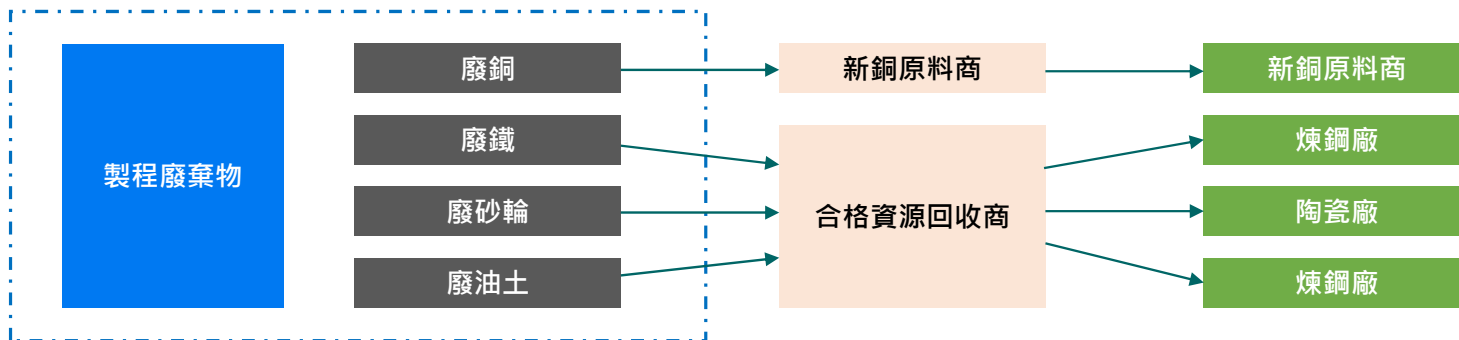 製程廢棄物
廢銅
廢鐵
廢砂輪
廢油土
新銅原料商
合格資源回收商
新銅原料商
煉鋼廠
陶瓷廠
煉鋼廠